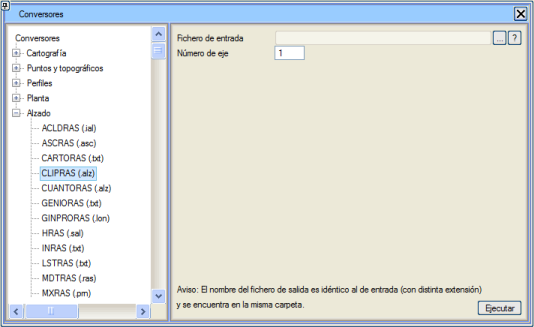 Conversores
Conversores
Cartografía
Puntos y topográficos
Perfiles
Planta
Alzado
ACLDRAS (.ial)
ASCRAS (.asc)
CARTORAS (.txt)
CLIPRAS (.alz)
CUANTORAS (.alz)
GENIORAS (.txt)
GINPRORAS (.lon)
HRAS (.sal)
INRAS (.txt)
LSTRAS (.txt)
MDTRAS (.ras)
MXRAS (.prn)
Fichero de entrada
... ?
Número de eje 1
Aviso: El nombre del fichero de salida es idéntico al de entrada (con distinta extensión)
y se encuentra en la misma carpeta.
Ejecutar